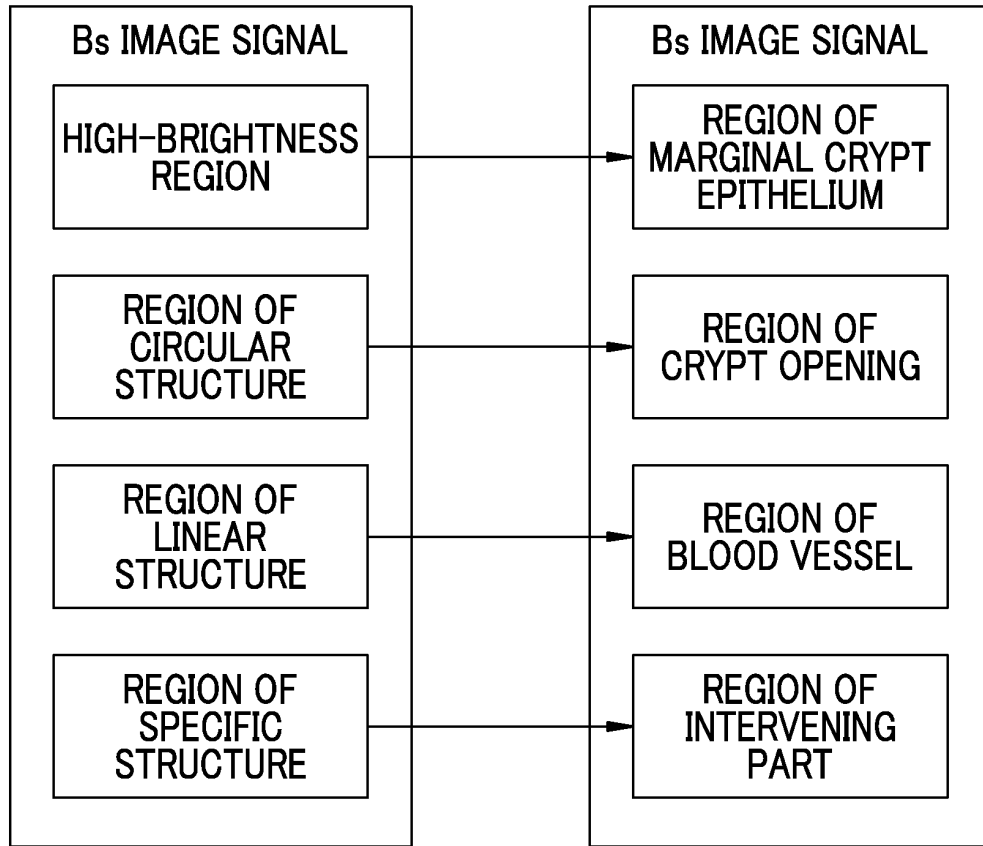 Bs IMAGE SIGNAL
HIGH-BRIGHTNESS
REGION
REGION OF
CIRCULAR
STRUCTURE
REGION OF
LINEAR
STRUCTURE
REGION OF
SPECIFIC
STRUCTURE
Bs IMAGE SIGNAL
REGION OF
MARGINAL CRYPT
EPITHELIUM
REGION OF
CRYPT OPENING
REGION OF
BLOOD VESSEL
REGION OF
INTERVENING
PART